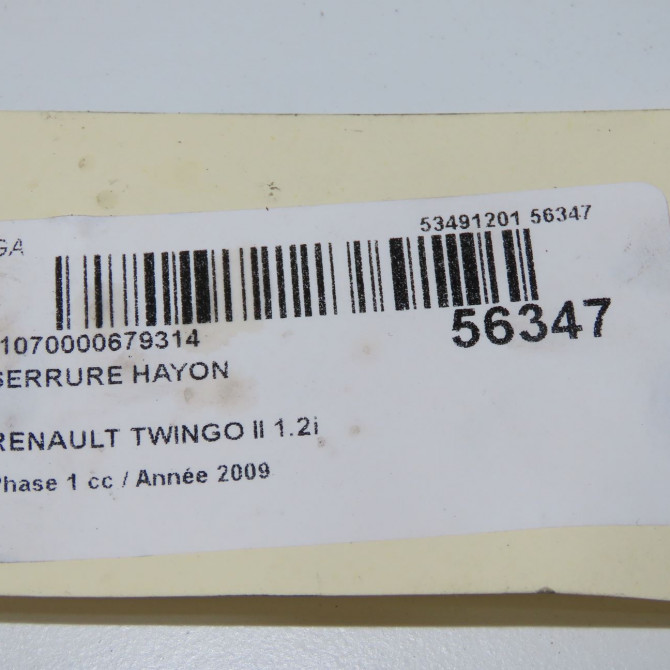 53491201 56347
GA
1070000679314
56347
SERRURE HAYON
RENAULT TWINGO II 1.2i
Phase 1 cc / Année 2009